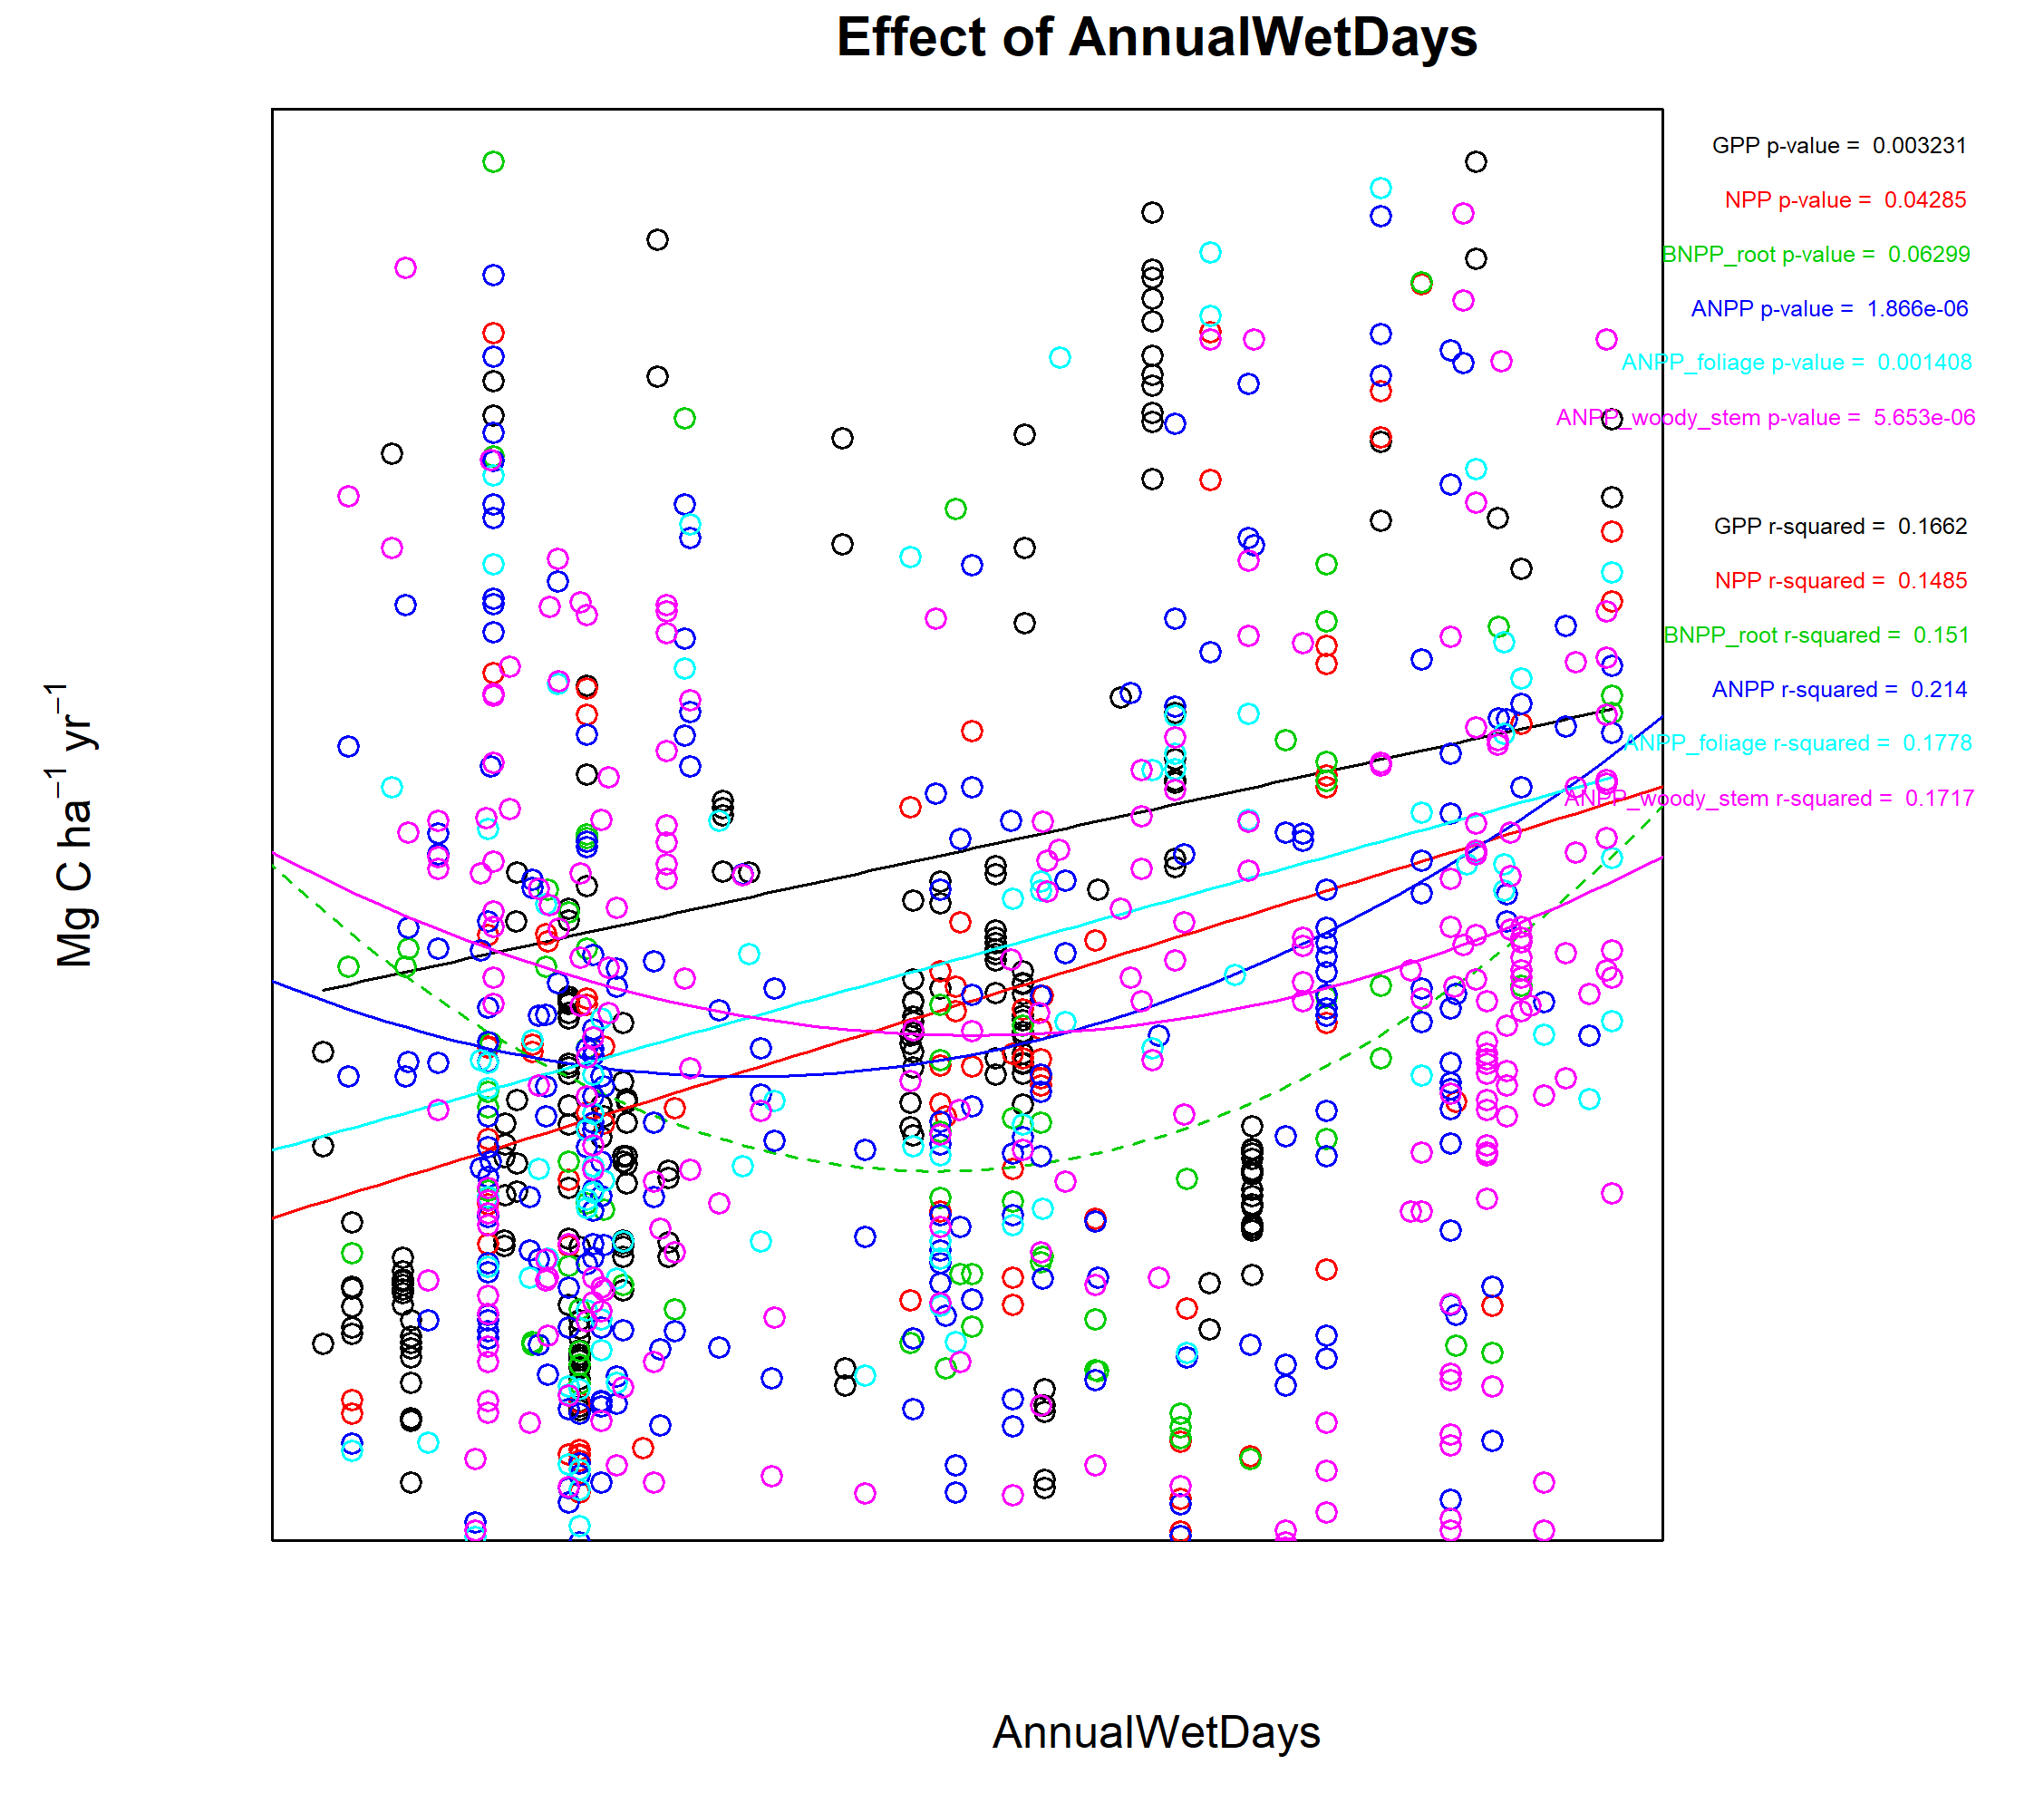 Effect of AnnualWetDays
GPP p-value = 0.003231
NPP p-value = 0.04285
BNPP_root p-value = 0.06299
ANPP p-value = 1.866e-06
ANPP_foliage p-value = 0.001408
ANPP_woody_stem p-value = 5.653e-06
GPP r-squared = 0.1662
NPP r-squared = 0.1485
BNPP_root r-squared = 0.151
ANPP r-squared = 0.214
ANPP_foliage r-squared = 0.1778
ANPP_woody_stem r-squared = 0.1717
Mg C ha⁻¹ yr⁻¹
AnnualWetDays